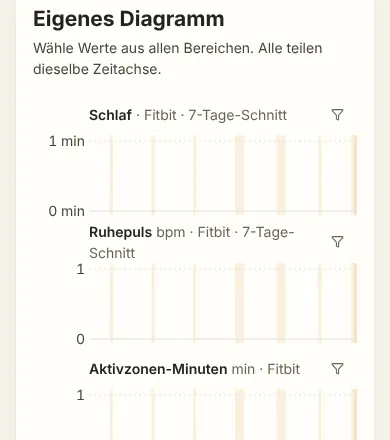 Eigenes Diagramm
Wähle Werte aus allen Bereichen. Alle teilen
dieselbe Zeitachse.
Schlaf · Fitbit · 7-Tage-Schnitt
1 min
0 min
Ruhepuls bpm · Fitbit · 7-Tage-
Schnitt
1
0
Aktivzonen-Minuten min · Fitbit
1